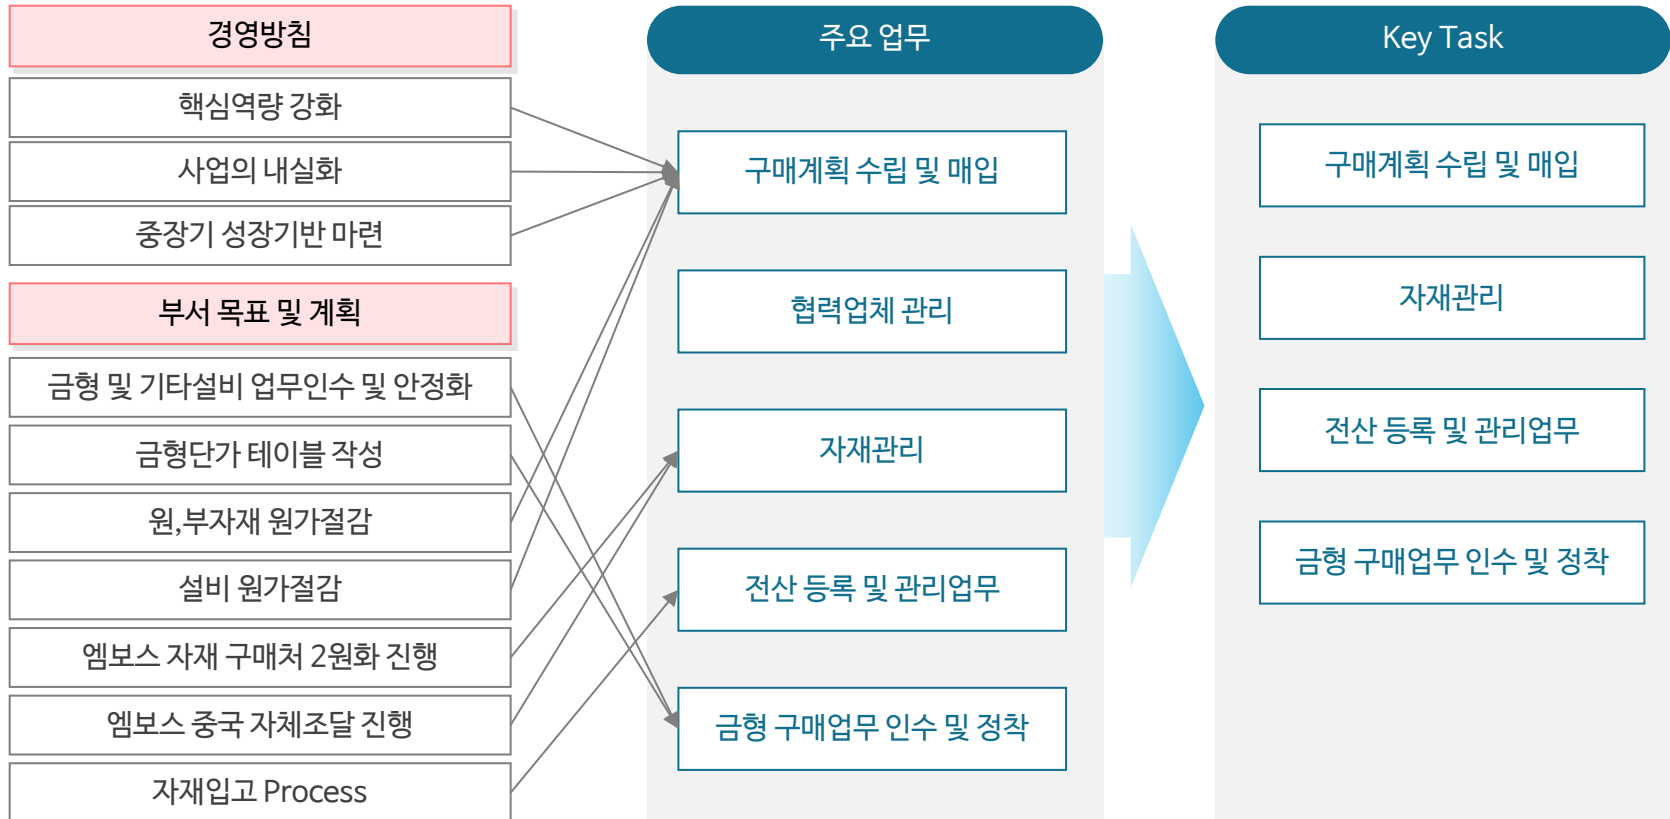 경영방침
핵심역량 강화
사업의 내실화
중장기 성장기반 마련
부서 목표 및 계획
금형 및 기타설비 업무인수 및 안정화
금형단가 테이블 작성
원,부자재 원가절감
설비 원가절감
엠보스 자재 구매처 2원화 진행
엠보스 중국 자체조달 진행
자재입고 Process
주요 업무
구매계획 수립 및 매입
협력업체 관리
자재관리
전산 등록 및 관리업무
금형 구매업무 인수 및 정착
Key Task
구매계획 수립 및 매입
자재관리
전산 등록 및 관리업무
금형 구매업무 인수 및 정착